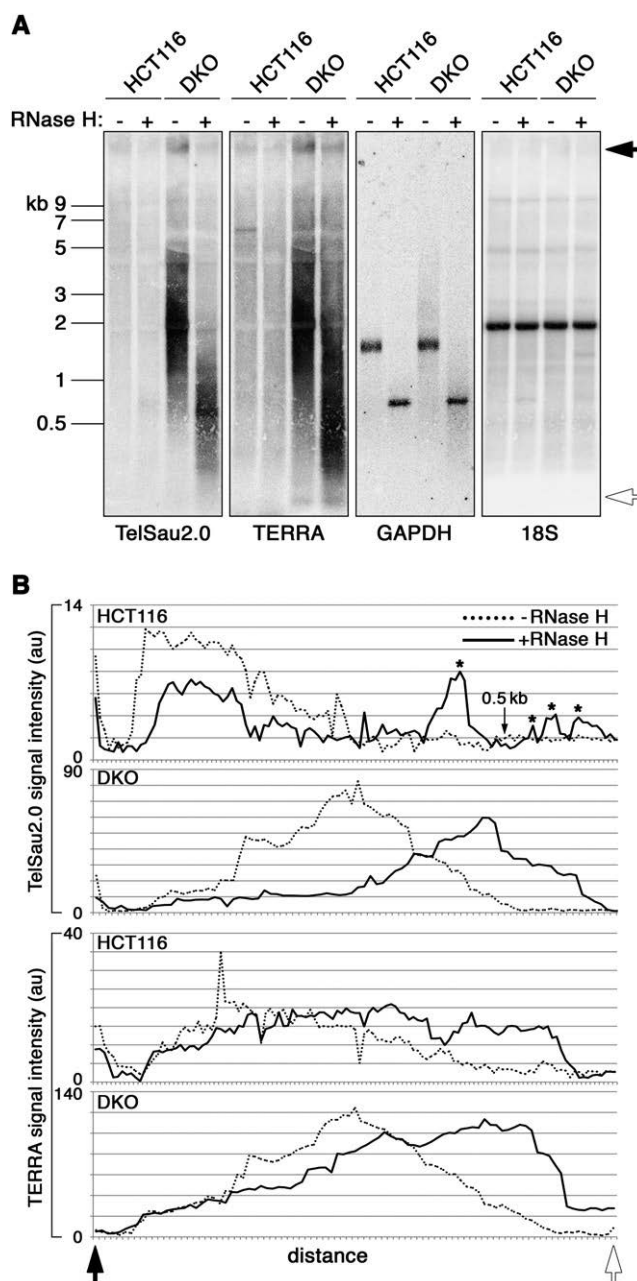 A
HCT116 DKO HCT116 DKO HCT116 DKO HCT116 DKO
RNase H: - + - + - + - + - + - + - + - +
kb 9
7
5
3
2
1
0.5
TelSau2.0 TERRA GAPDH 18S
B
TelSau2.0 signal intensity (au)
14
HCT116
- RNase H
+RNase H
* 0.5 kb * * *
0
90
DKO
0
TERRA signal intensity (au)
40
HCT116
0
140
DKO
0
distance